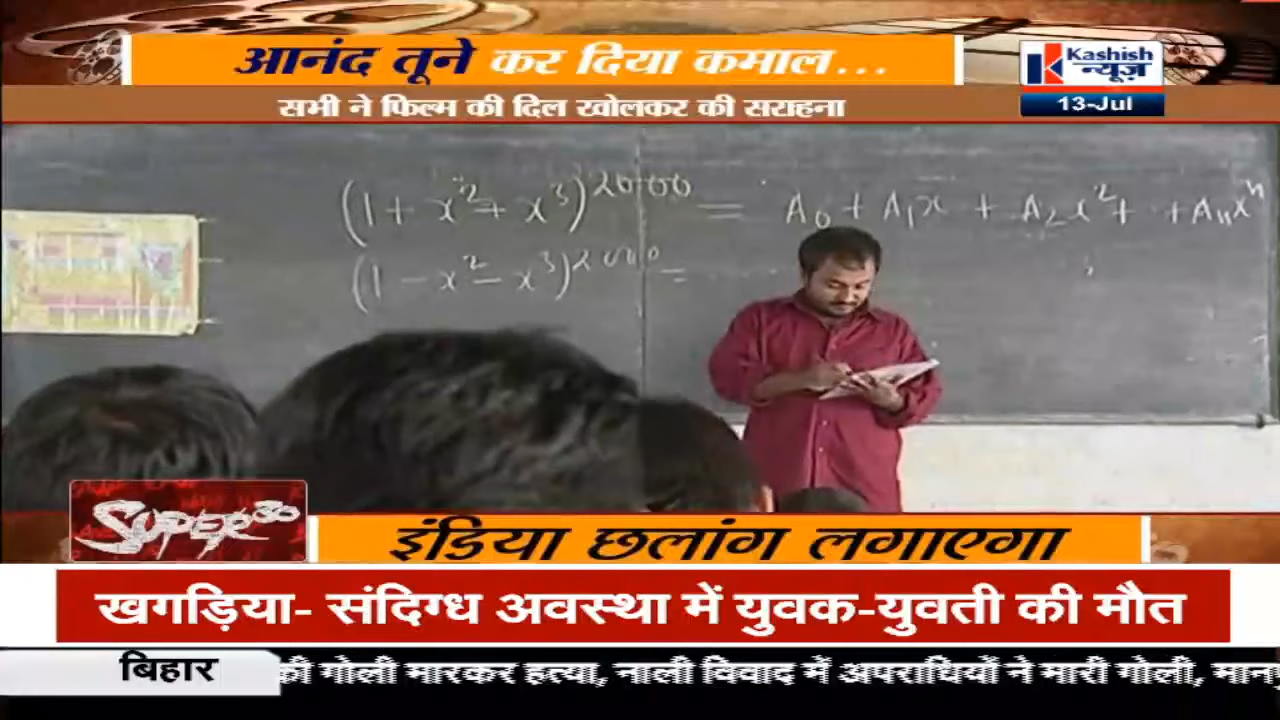 आनंद तूने कर दिया कमाल...
Kashish
न्यूज़
13-Jul
सभी ने फिल्म की दिल खोलकर की सराहना
(1 + x² + x³)²⁰⁰⁰⁰ = A₀ + A₁x + A₂x² + + Aₙxⁿ
(1 - x² - x³)²⁰⁰⁰ =
SUPER 30
इंडिया छलांग लगाएगा
खगड़िया- संदिग्ध अवस्था में युवक-युवती की मौत
बिहार
की गोली मारकर हत्या, नाली विवाद में अपराधियों ने मारी गोली,